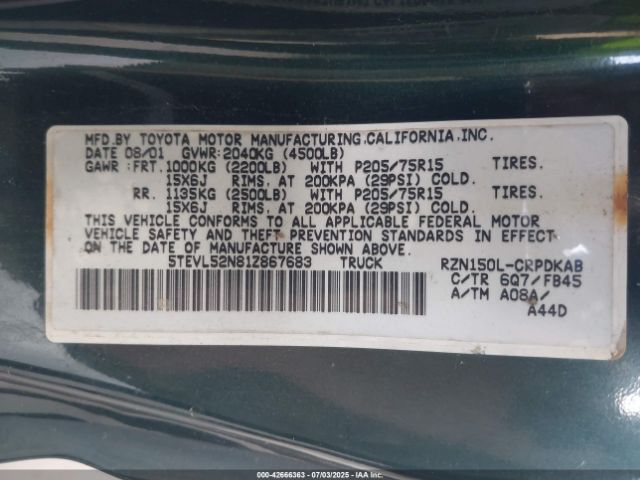 MFD.BY TOYOTA MOTOR MANUFACTURING.CALIFORNIA.INC.
DATE 08/01 GVWR:2040KG (4500LB)
GAWR :FRT.1000KG (2200LB) WITH P205/75R15 TIRES.
15X6J RIMS. AT 200KPA (29PSI) COLD.
RR. 1135KG (2500LB) WITH P205/75R15 TIRES.
15X6J RIMS. AT 200KPA (29PSI) COLD.
THIS VEHICLE CONFORMS TO ALL APPLICABLE FEDERAL MOTOR
VEHICLE SAFETY AND THEFT PREVENTION STANDARDS IN EFFECT
ON THE DATE OF MANUFACTURE SHOWN ABOVE.
5TEVL52N81Z867683 TRUCK RZN150L-CRPDKAB
C/TR 6Q7/FB45
A/TM A08A/
A44D
000-42666363 07/03/2025 IAA Inc. copart